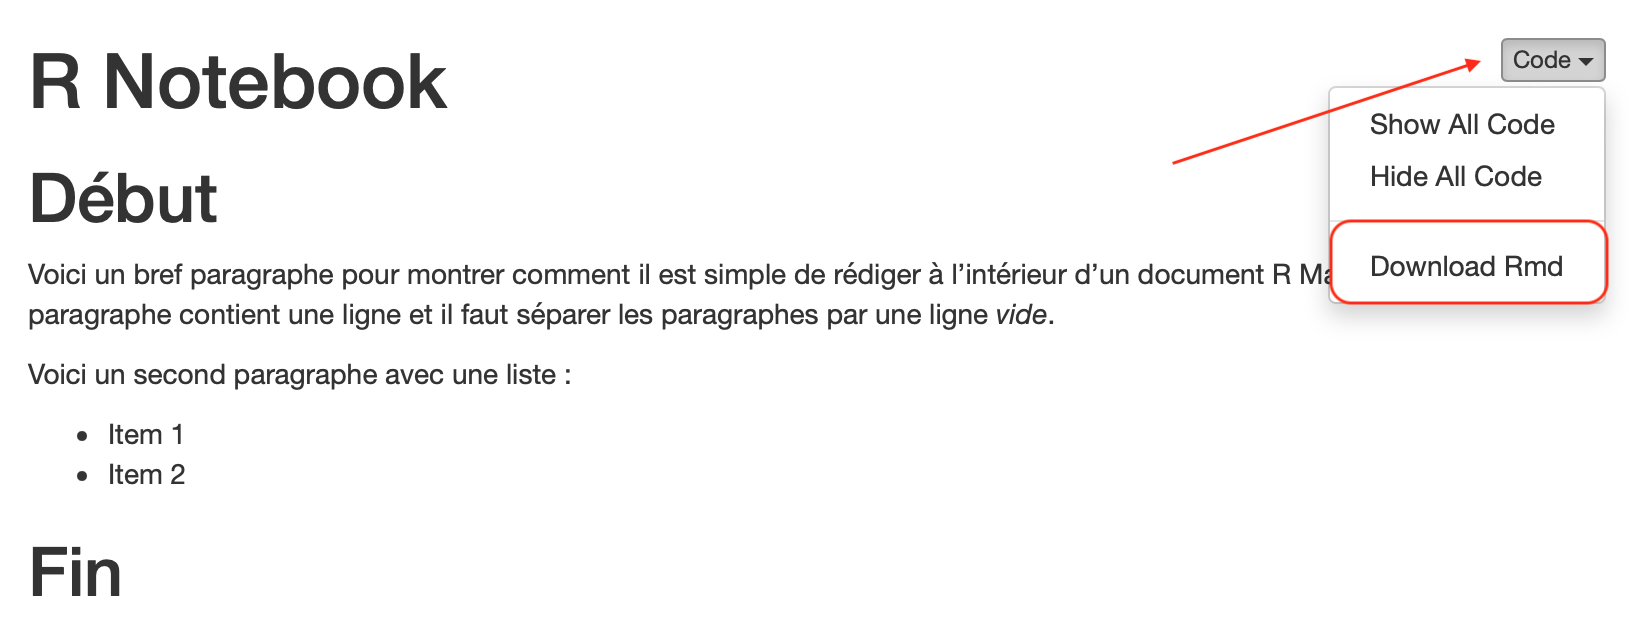 R Notebook
Code
Show All Code
Hide All Code
Download Rmd
Début
Voici un bref paragraphe pour montrer comment il est simple de rédiger à l’intérieur d’un document R
paragraphe contient une ligne et il faut séparer les paragraphes par une ligne vide.
Voici un second paragraphe avec une liste :
Item 1
Item 2
Fin